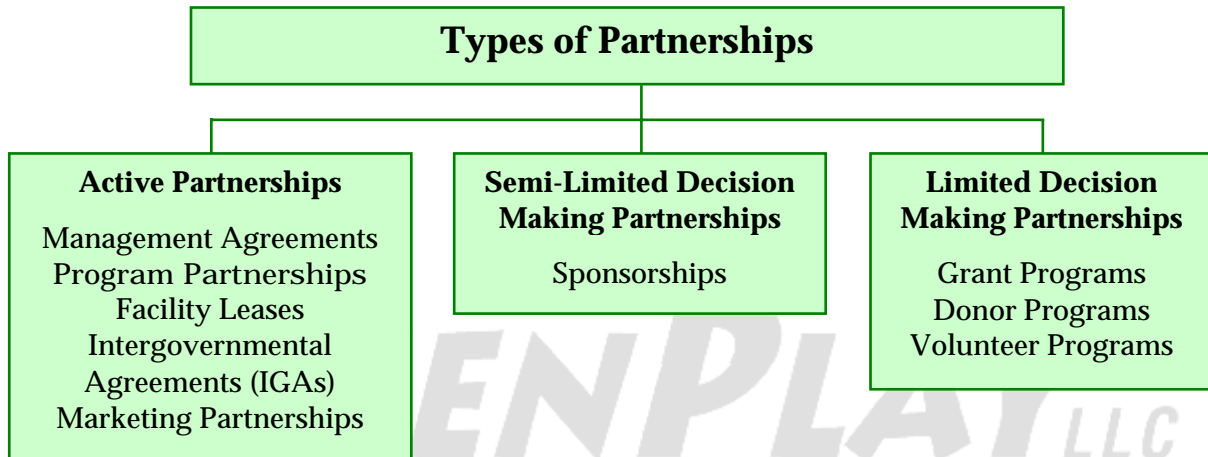 Types of Partnerships
Active Partnerships
Management Agreements
Program Partnerships
Facility Leases
Intergovernmental
Agreements (IGAs)
Marketing Partnerships
Semi-Limited Decision
Making Partnerships
Sponsorships
Limited Decision
Making Partnerships
Grant Programs
Donor Programs
Volunteer Programs
ENPLAY LLC